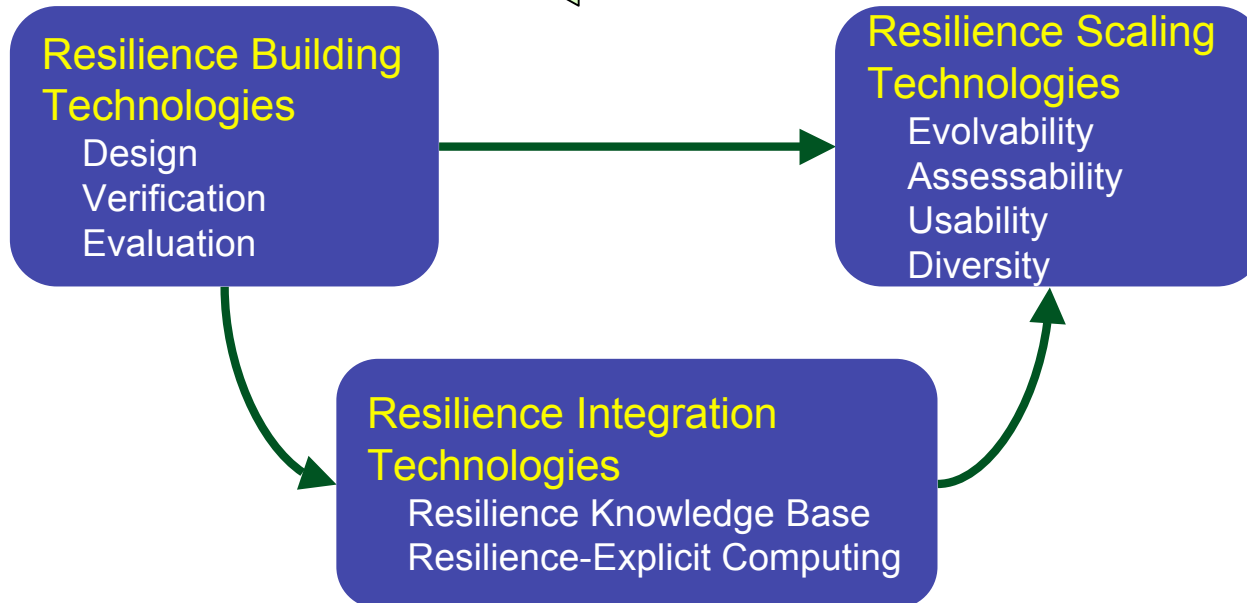 Resilience Building
Technologies
Design
Verification
Evaluation
Resilience Scaling
Technologies
Evolvability
Assessability
Usability
Diversity
Resilience Integration
Technologies
Resilience Knowledge Base
Resilience-Explicit Computing